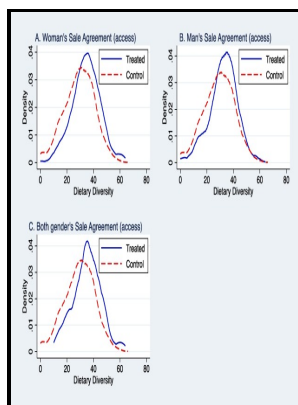 A. Woman's Sale Agreement (access)
Treated
Control
Density
0 .01 .02 .03 .04
0 20 40 60 80
Dietary Diversity
B. Man's Sale Agreement (access)
Treated
Control
Density
0 .01 .02 .03 .04
0 20 40 60 80
Dietary Diversity
C. Both gender's Sale Agreement (access)
Treated
Control
Density
0 .01 .02 .03 .04
0 20 40 60 80
Dietary Diversity